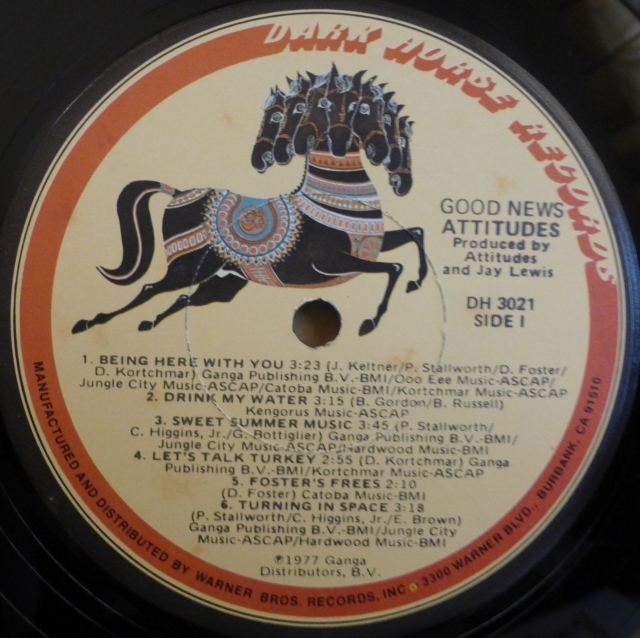 DARK HORSE RECORDS
GOOD NEWS
ATTITUDES
Produced by
Attitudes
and Jay Lewis
DH 3021
SIDE I
1. BEING HERE WITH YOU 3:23 (J. Keltner/P. Stallworth/D. Foster/
D. Kortchmar) Ganga Publishing B.V.-BMI/Ooo Eee Music-ASCAP/
Jungle City Music-ASCAP/Catoba Music-BMI/Kortchmar Music-ASCAP
2. DRINK MY WATER 3:15 (B. Gordon/B. Russell)
Kengorus Music-ASCAP
3. SWEET SUMMER MUSIC 3:45 (P. Stallworth/
C. Higgins, Jr./G. Bottiglier) Ganga Publishing B.V.-BMI/
Jungle City Music-ASCAP/Hardwood Music-BMI
4. LET'S TALK TURKEY 2:55 (D. Kortchmar) Ganga
Publishing B.V.-BMI/Kortchmar Music-ASCAP
5. FOSTER'S FREES 2:10
(D. Foster) Catoba Music-BMI
6. TURNING IN SPACE 3:18
(P. Stallworth/C. Higgins, Jr./E. Brown)
Ganga Publishing B.V.-BMI/Jungle City
Music-ASCAP/Hardwood Music-BMI
℗1977 Ganga
Distributors, B.V.
MANUFACTURED AND DISTRIBUTED BY WARNER BROS. RECORDS, INC. 3300 WARNER BLVD., BURBANK, CA 91510